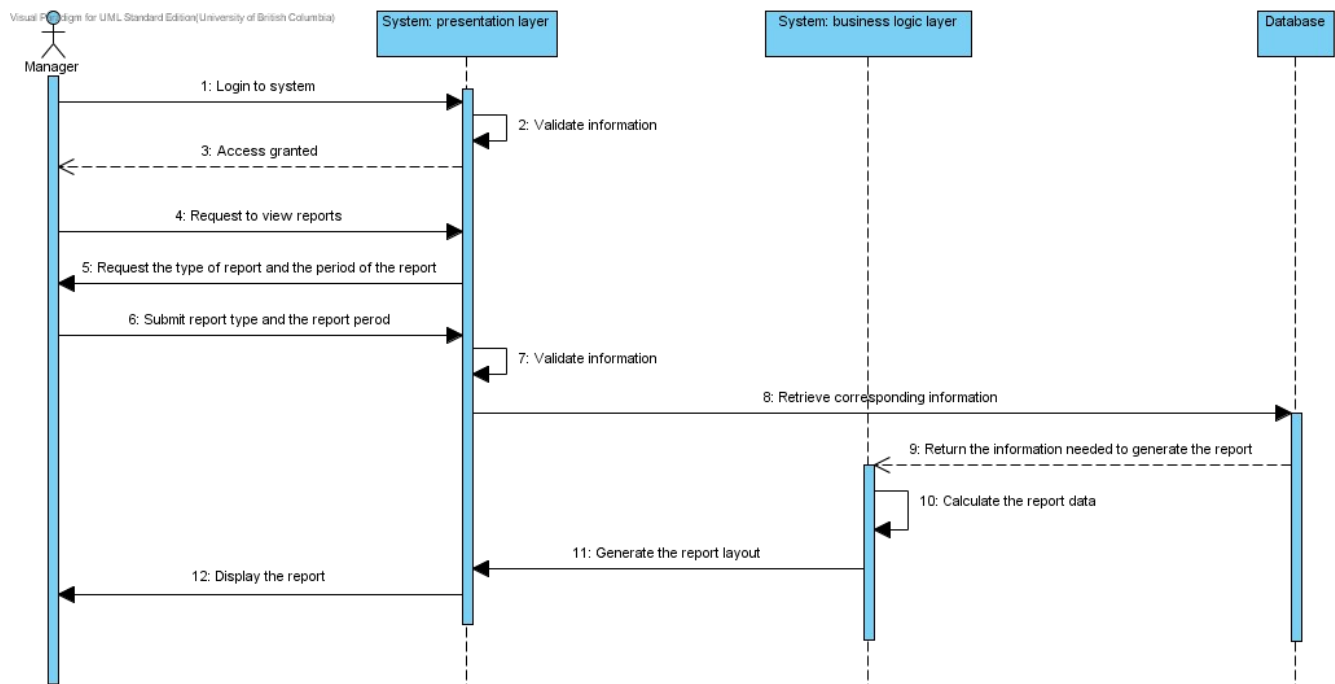 Visual Paradigm for UML Standard Edition(University of British Columbia)
System: presentation layer
System: business logic layer
Database
Manager
1: Login to system
2: Validate information
3: Access granted
4: Request to view reports
5: Request the type of report and the period of the report
6: Submit report type and the report perod
7: Validate information
8: Retrieve corresponding information
9: Return the information needed to generate the report
10: Calculate the report data
11: Generate the report layout
12: Display the report